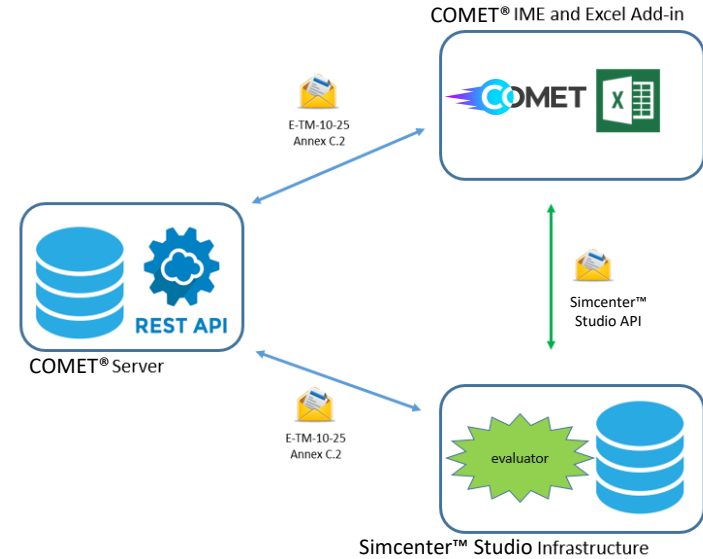 COMET® IME and Excel Add-in
COMET
X
E-TM-10-25
Annex C.2
REST API
COMET® Server
Simcenter™
Studio API
E-TM-10-25
Annex C.2
evaluator
Simcenter™ Studio Infrastructure